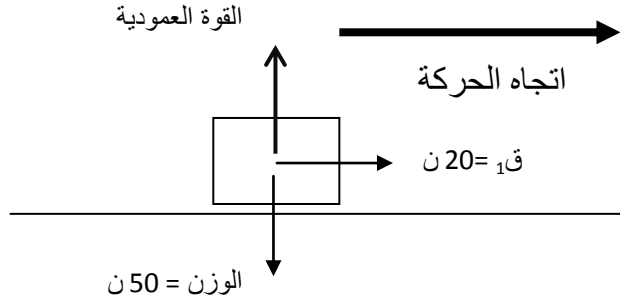 القوة العمودية
اتجاه الحركة
ق₁ =20 ن
الوزن = 50 ن